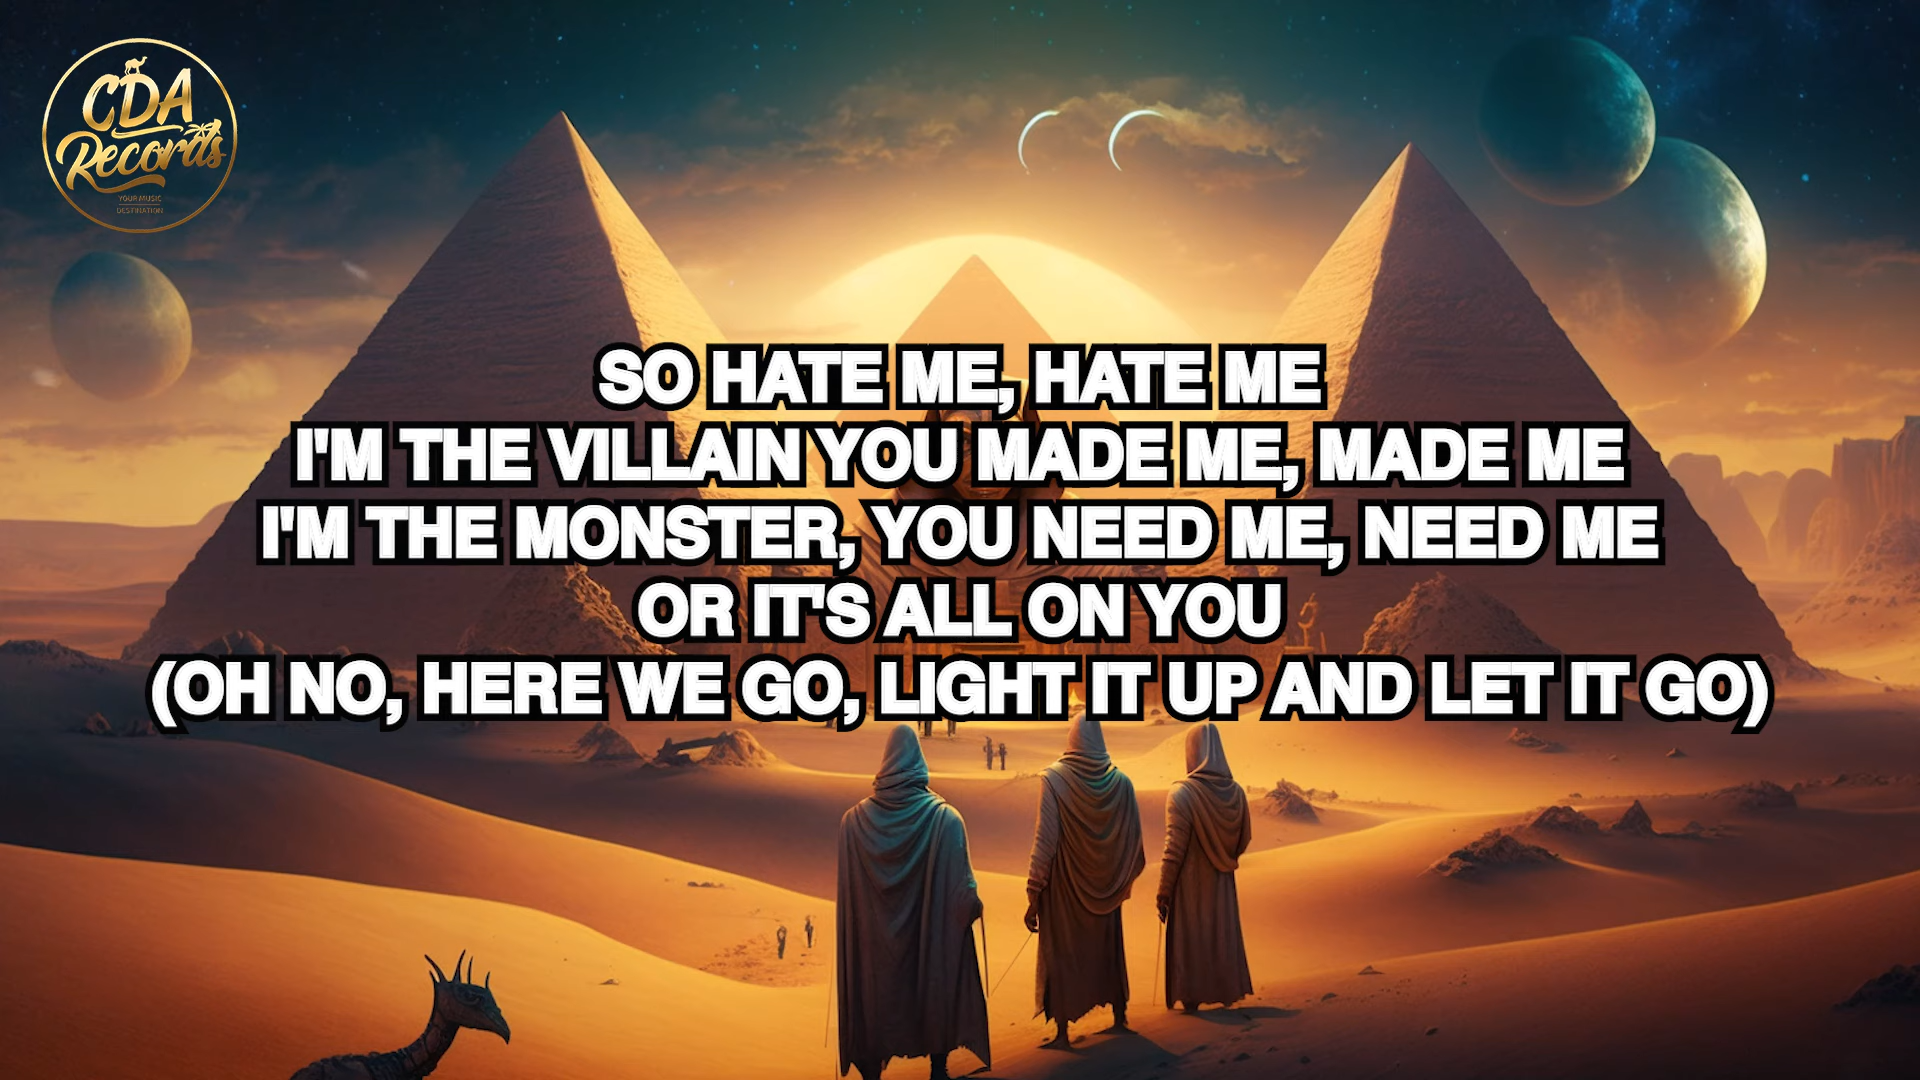 CDA
Records
YOUR MUSIC
DESTINATION
SO HATE ME, HATE ME
I'M THE VILLAIN YOU MADE ME, MADE ME
I'M THE MONSTER, YOU NEED ME, NEED ME
OR IT'S ALL ON YOU
(OH NO, HERE WE GO, LIGHT IT UP AND LET IT GO)